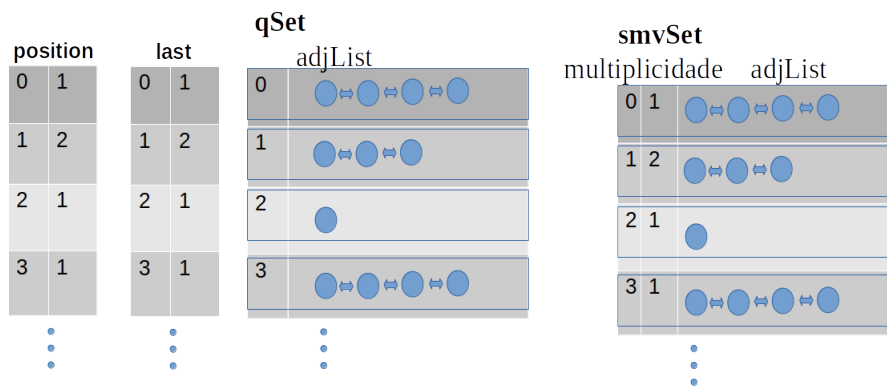 position
0 1
1 2
2 1
3 1
last
0 1
1 2
2 1
3 1
qSet
adjList
0
1
2
3
smvSet
multiplicidade adjList
0 1
1 2
2 1
3 1